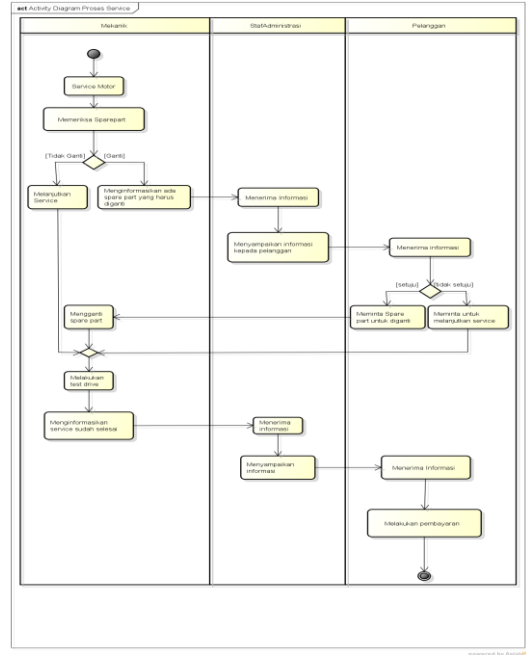 act Activity Diagram Proses Service
Mekanik
StafAdministrasi
Pelanggan
Service Motor
Memeriksa Sparepart
[Tidak Ganti]
[Ganti]
Melanjutkan
Service
Menginformasikan ada
spare part yang harus
diganti
Menerima Informasi
Menyampaikan informasi
kepada pelanggan
Menerima informasi
[setuju]
[tidak setuju]
Mengganti
spare part
Meminta Spare
part untuk diganti
Meminta untuk
melanjutkan service
Melakukan
test drive
Menginformasikan
service sudah selesai
Menerima
informasi
Menyampaikan
informasi
Menerima Informasi
Melakukan pembayaran
powered by